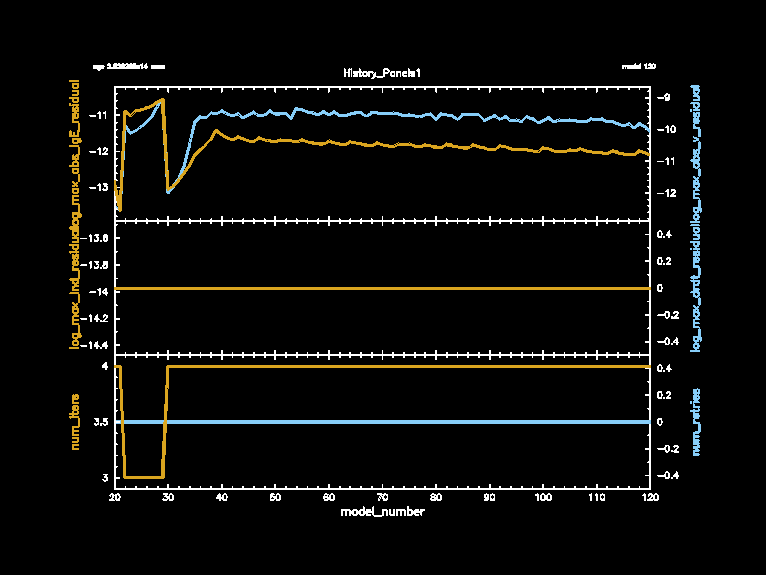 History_Panels1
model 120
log_max_abs_lgE_residual
-11
-12
-13
-9
-10
-11
-12
log_max_abs_v_residual
log_max_lnd_residual
-13.6
-13.8
-14
-14.2
-14.4
0.4
0.2
0
-0.2
-0.4
log_max_drdt_residual
num_iters
4
3.5
3
0.4
0.2
0
-0.2
-0.4
num_retries
20 30 40 50 60 70 80 90 100 110 120
model_number